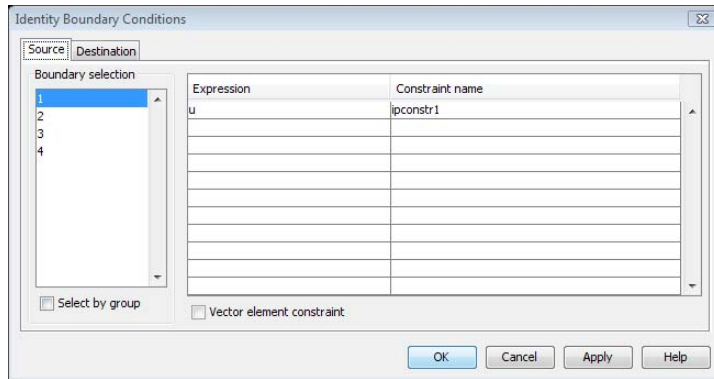 Identity Boundary Conditions
Source Destination
Boundary selection
1
2
3
4
Select by group
Expression Constraint name
u ipconstr1
Vector element constraint
OK Cancel Apply Help